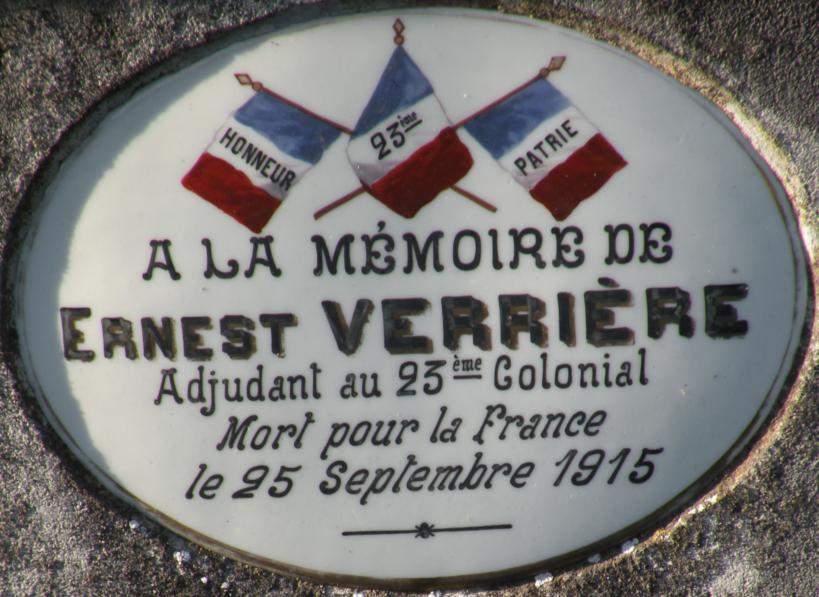 HONNEUR
23ème
PATRIE
A LA MÉMOIRE DE
ERNEST VERRIÈRE
Adjudant au 23ème Colonial
Mort pour la France
le 25 Septembre 1915